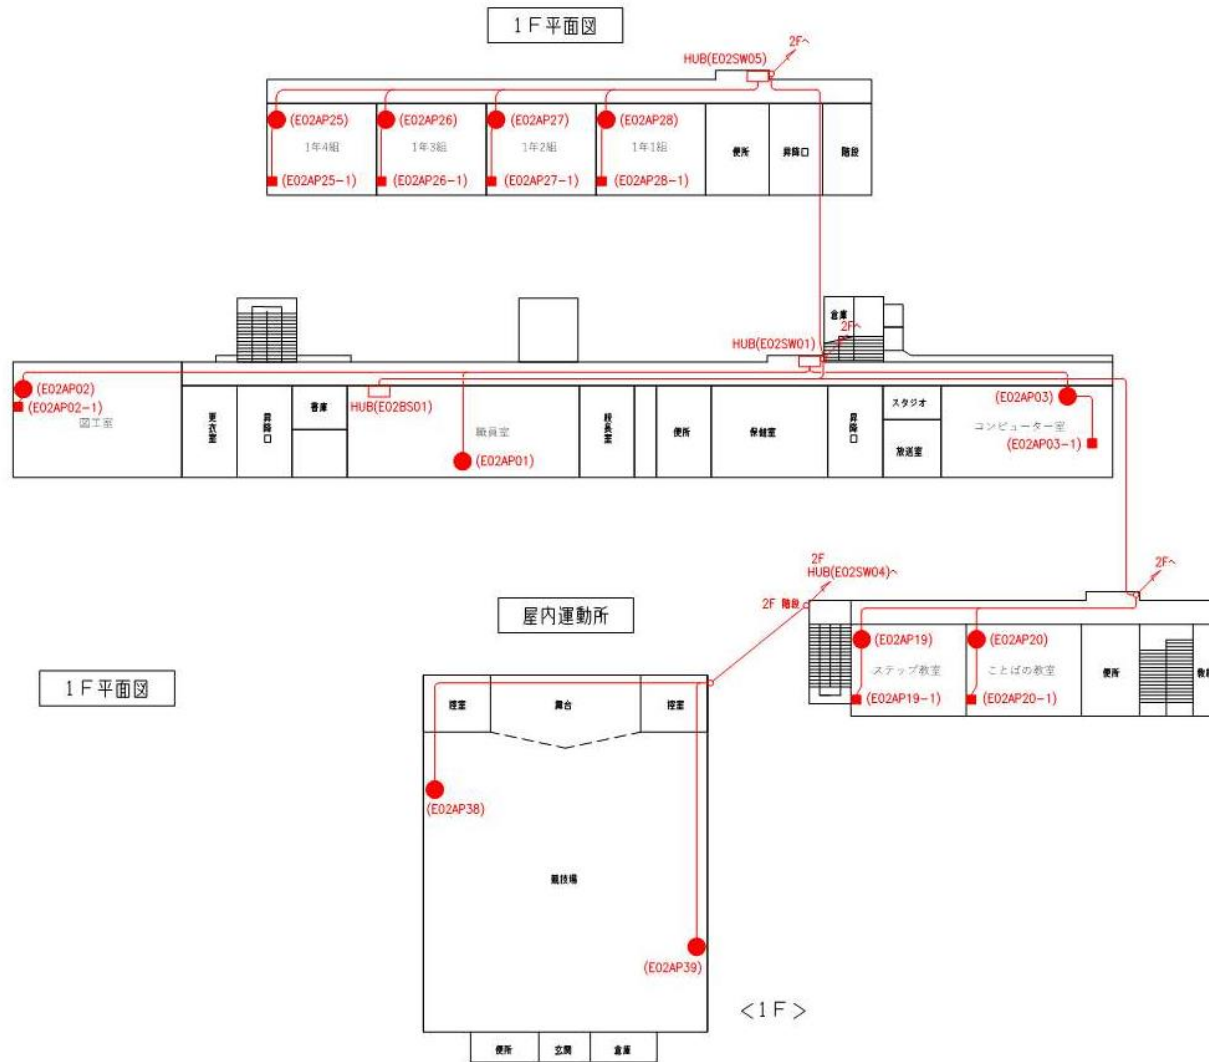 1F平面図
2Fへ
HUB(E02SW05)
(E02AP25)
(E02AP26)
(E02AP27)
(E02AP28)
1年4組
1年3組
1年2組
1年1組
便所
昇降口
階段
(E02AP25-1)
(E02AP26-1)
(E02AP27-1)
(E02AP28-1)
倉庫
2Fへ
HUB(E02SW01)
(E02AP02)
(E02AP02-1)
図工室
更衣室
昇降口
書庫
HUB(E02BS01)
職員室
(E02AP01)
校長室
便所
保健室
昇降口
スタジオ
放送室
(E02AP03)
コンピューター室
(E02AP03-1)
2F
HUB(E02SW04)へ
2F 階段
2Fへ
(E02AP19)
(E02AP20)
ステップ教室
ことばの教室
便所
(E02AP19-1)
(E02AP20-1)
屋内運動所
1F平面図
舞台
控室
(E02AP38)
競技場
(E02AP39)
<1F>
便所
玄関
倉庫